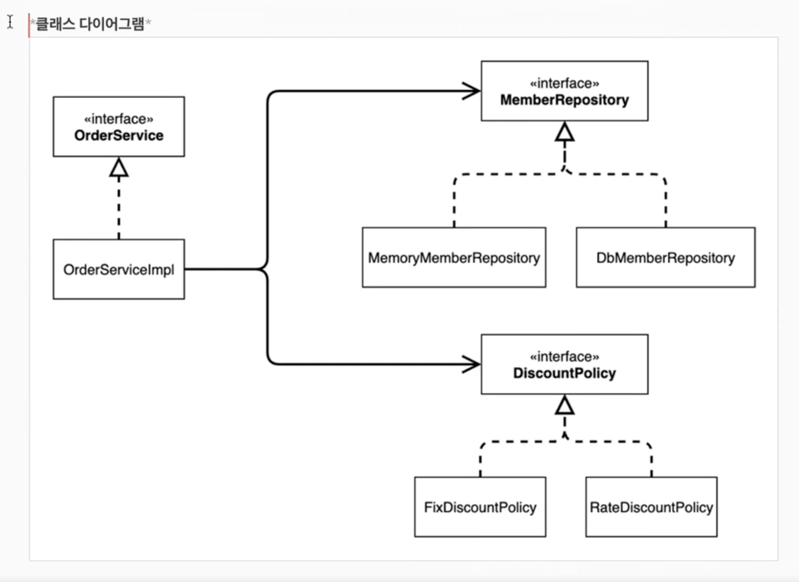 *클래스 다이어그램*
«interface»
OrderService
OrderServiceImpl
«interface»
MemberRepository
MemoryMemberRepository
DbMemberRepository
«interface»
DiscountPolicy
FixDiscountPolicy
RateDiscountPolicy